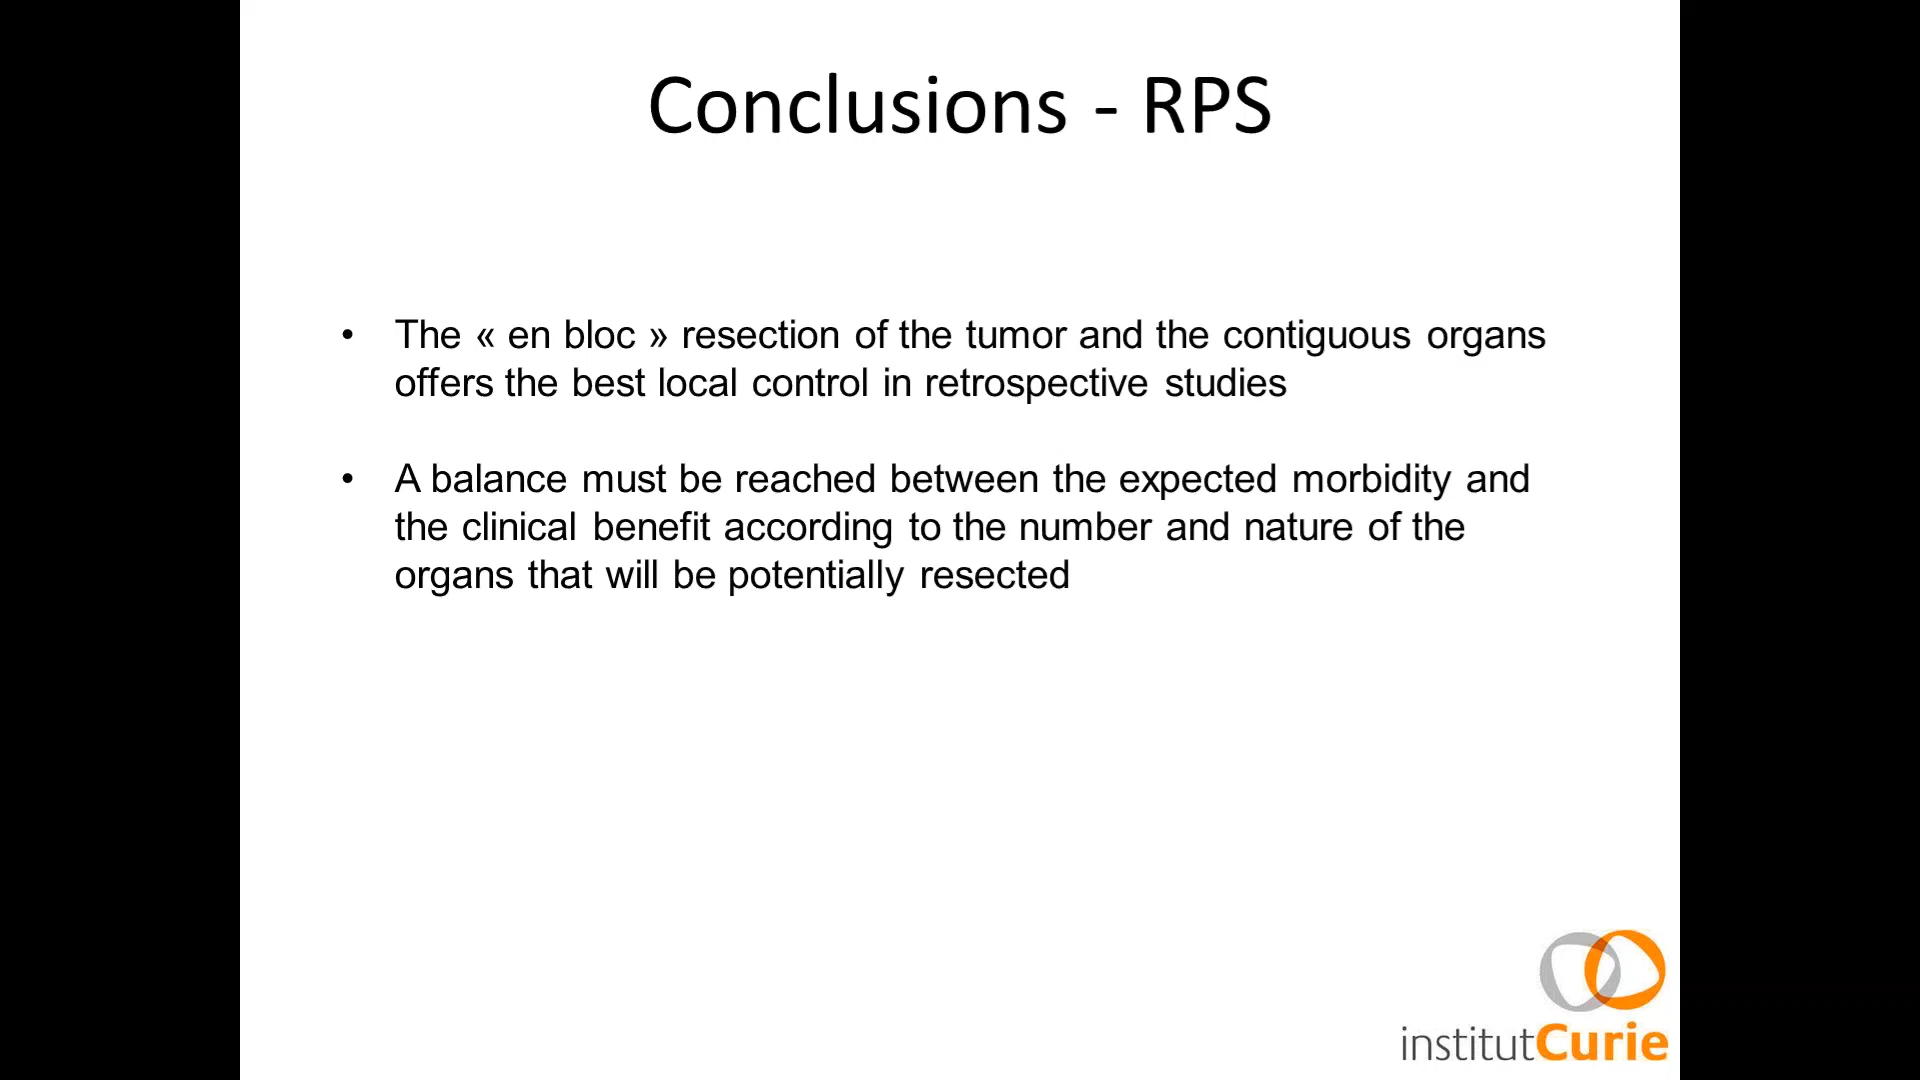 Conclusions - RPS
• The « en bloc » resection of the tumor and the contiguous organs
offers the best local control in retrospective studies
• A balance must be reached between the expected morbidity and
the clinical benefit according to the number and nature of the
organs that will be potentially resected
institutCurie